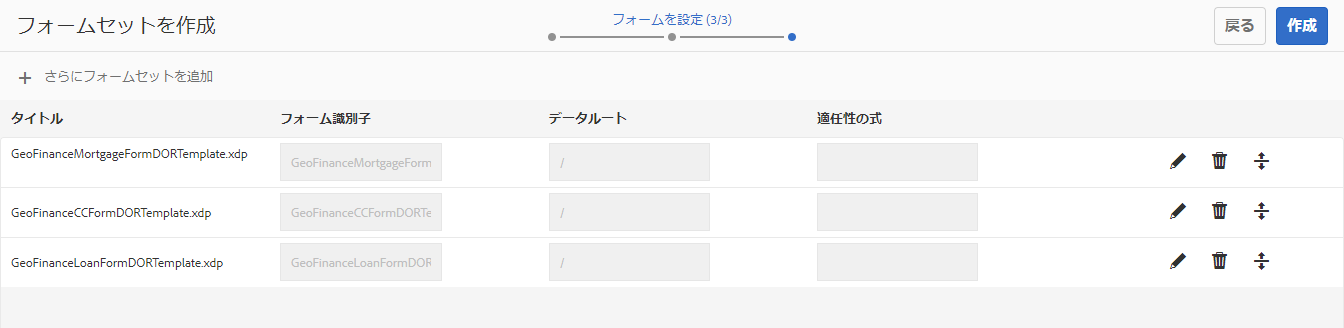 フォームセットを作成
フォームを設定 (3/3)
戻る
作成
+ さらにフォームセットを追加
タイトル フォーム識別子 データルート 適任性の式
GeoFinanceMortgageFormDORTemplate.xdp GeoFinanceMortgageForm /
GeoFinanceCCFormDORTemplate.xdp GeoFinanceCCFormDORTe /
GeoFinanceLoanFormDORTemplate.xdp GeoFinanceLoanFormDOR /